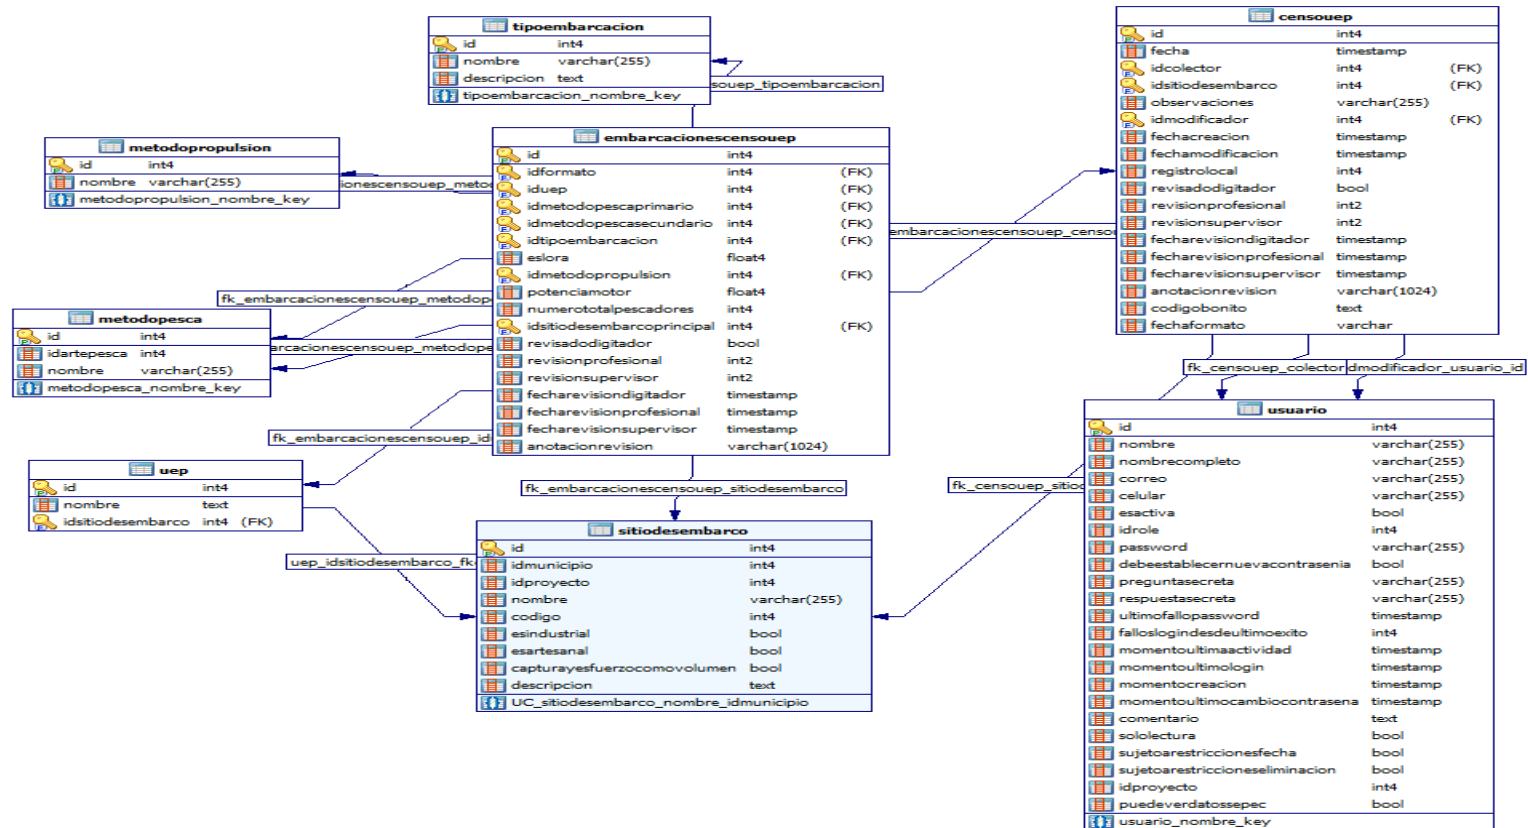 tipoembarcacion
id int4
nombre varchar(255)
descripcion text
tipoembarcacion_nombre_key
souep_tipoembarcacion
metodopropulsion
id int4
nombre varchar(255)
metodopropulsion_nombre_key
ionescensouep_meto
embarcacionescensouep
id int4
idformato int4 (FK)
iduep int4 (FK)
idmetodopescaprimario int4 (FK)
idmetodopescasecundario int4 (FK)
idtipoembarcacion int4 (FK)
eslora float4
idmetodopropulsion int4 (FK)
potenciamotor float4
numerototalpescadores int4
idsitiodesembarcoprincipal int4 (FK)
revisadodigitador bool
revisionprofesional int2
revisionsupervisor int2
fecharevisiondigitador timestamp
fecharevisionprofesional timestamp
fecharevisionsupervisor timestamp
anotacionrevision varchar(1024)
embarcacionescensouep_censo
censouep
id int4
fecha timestamp
idcolector int4 (FK)
idsitiodesembarco int4 (FK)
observaciones varchar(255)
idmodificador int4 (FK)
fechacreacion timestamp
fechamodificacion timestamp
registrolocal int4
revisadodigitador bool
revisionprofesional int2
revisionsupervisor int2
fecharevisiondigitador timestamp
fecharevisionprofesional timestamp
fecharevisionsupervisor timestamp
anotacionrevision varchar(1024)
codigobonito text
fechaformato varchar
fk_embarcacionescensouep_metodop
metodopesca
id int4
idartepesca int4
nombre varchar(255)
metodopesca_nombre_key
arcacionescensouep_metodope
fk_embarcacionescensouep_id
uep
id int4
nombre text
idsitiodesembarco int4 (FK)
uep_idsitiodesembarco_fk
fk_embarcacionescensouep_sitiodesembarco
sitiodesembarco
id int4
idmunicipio int4
idproyecto int4
nombre varchar(255)
codigo int4
esindustrial bool
esartesanal bool
capturayesfuerzocomovolumen bool
descripcion text
UC_sitiodesembarco_nombre_idmunicipio
fk_censouep_sitiod
fk_censouep_colector
dmodificador_usuario_id
usuario
id int4
nombre varchar(255)
nombrecompleto varchar(255)
correo varchar(255)
celular varchar(255)
esactiva bool
idrole int4
password varchar(255)
debeestablecernuevacontrasenia bool
preguntasecreta varchar(255)
respuestasecreta varchar(255)
ultimofallopassword timestamp
falloslogindesdeultimoexito int4
momentoultimaactividad timestamp
momentoultimologin timestamp
momentocreacion timestamp
momentoultimocambiocontrasena timestamp
comentario text
sololectura bool
sujetoarestriccionesfecha bool
sujetoarestriccioneseliminacion bool
idproyecto int4
puedeverdatossepec bool
usuario_nombre_key